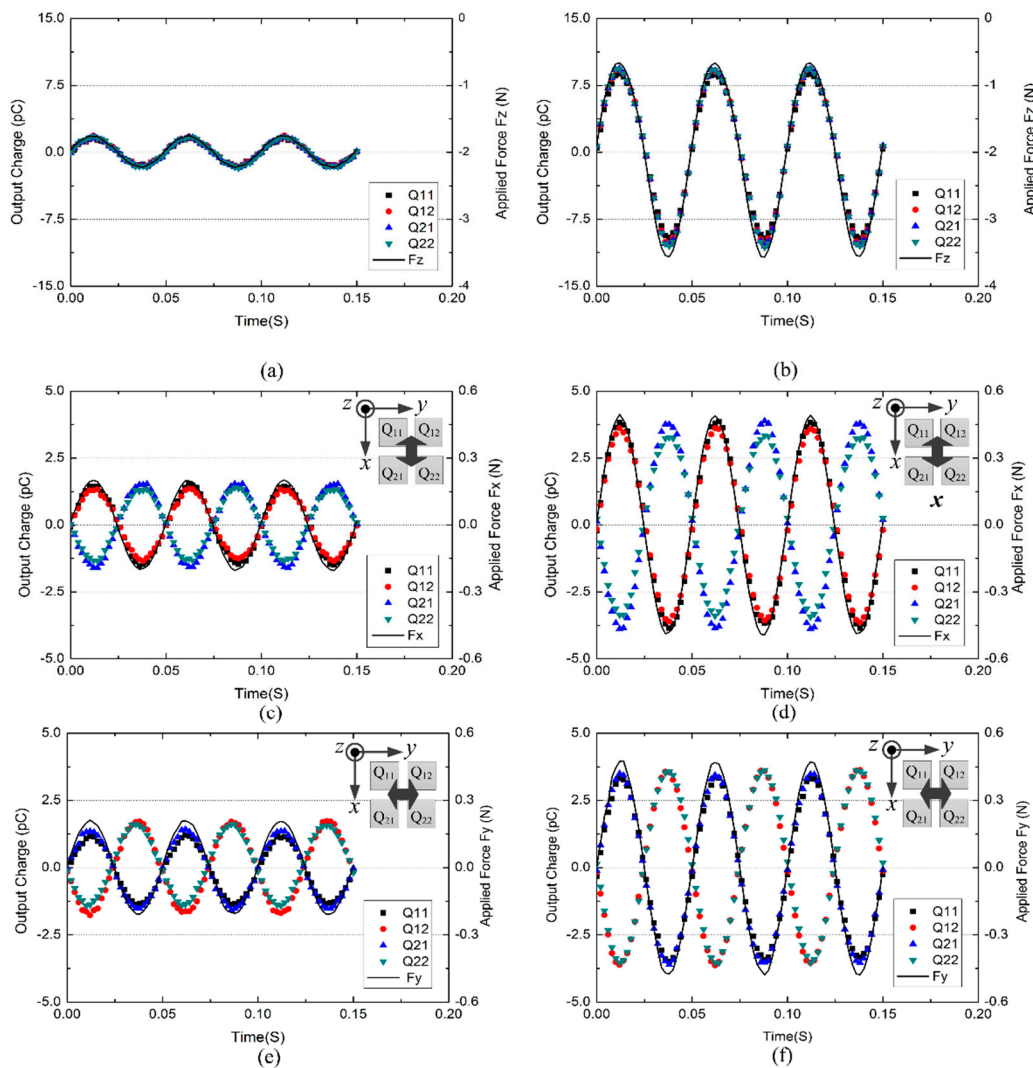 15.0
7.5
0.0
-7.5
-15.0
Output Charge (pC)
0
-1
-2
-3
-4
Applied Force Fz (N)
Q11
Q12
Q21
Q22
Fz
0.00
0.05
0.10
0.15
0.20
Time(S)
(a)
15.0
7.5
0.0
-7.5
-15.0
Output Charge (pC)
0
-1
-2
-3
-4
Applied Force Fz (N)
Q11
Q12
Q21
Q22
Fz
0.00
0.05
0.10
0.15
0.20
Time(S)
(b)
5.0
2.5
0.0
-2.5
-5.0
Output Charge (pC)
0.6
0.3
0.0
-0.3
-0.6
Applied Force Fx (N)
z
y
x
Q11
Q12
Q21
Q22
Q11
Q12
Q21
Q22
Fx
0.00
0.05
0.10
0.15
0.20
Time(S)
(c)
5.0
2.5
0.0
-2.5
-5.0
Output Charge (pC)
0.6
0.3
0.0
-0.3
-0.6
Applied Force Fx (N)
z
y
x
Q11
Q12
Q21
Q22
x
Q11
Q12
Q21
Q22
Fx
0.00
0.05
0.10
0.15
0.20
Time(S)
(d)
5.0
2.5
0.0
-2.5
-5.0
Output Charge (pC)
0.6
0.3
0.0
-0.3
-0.6
Applied Force Fy (N)
z
y
x
Q11
Q12
Q21
Q22
Q11
Q12
Q21
Q22
Fy
0.00
0.05
0.10
0.15
0.20
Time(S)
(e)
5.0
2.5
0.0
-2.5
-5.0
Output Charge (pC)
0.6
0.3
0.0
-0.3
-0.6
Applied Force Fy (N)
z
y
x
Q11
Q12
Q21
Q22
Q11
Q12
Q21
Q22
Fy
0.00
0.05
0.10
0.15
0.20
Time(S)
(f)